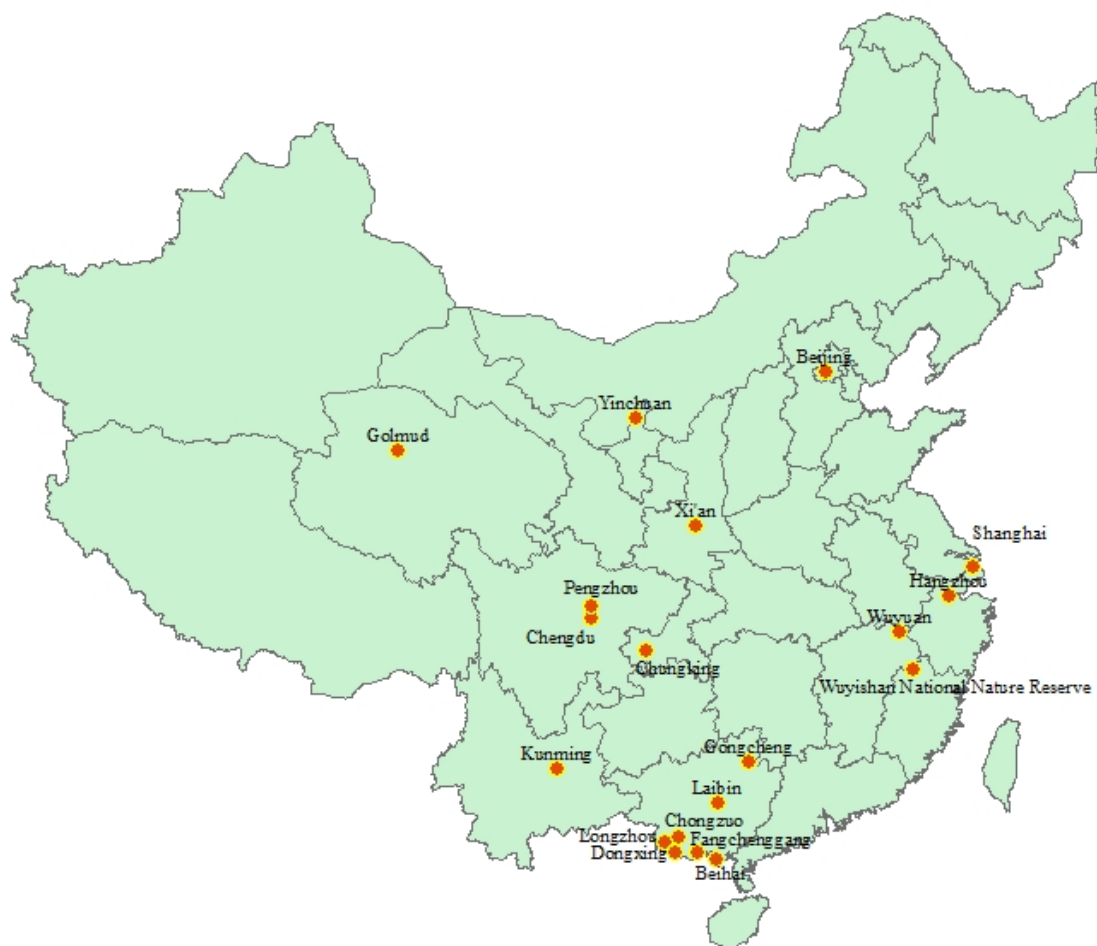 Beijing
Yinchuan
Golmud
Xi'an
Shanghai
Hangzhou
Pengzhou
Wuyuan
Chengdu
Chungking
Wuyishan National Nature Reserve
Gongcheng
Kunming
Laibin
Chongzuo
Longzhou
Fangchenggang
Dongxing
Beihai